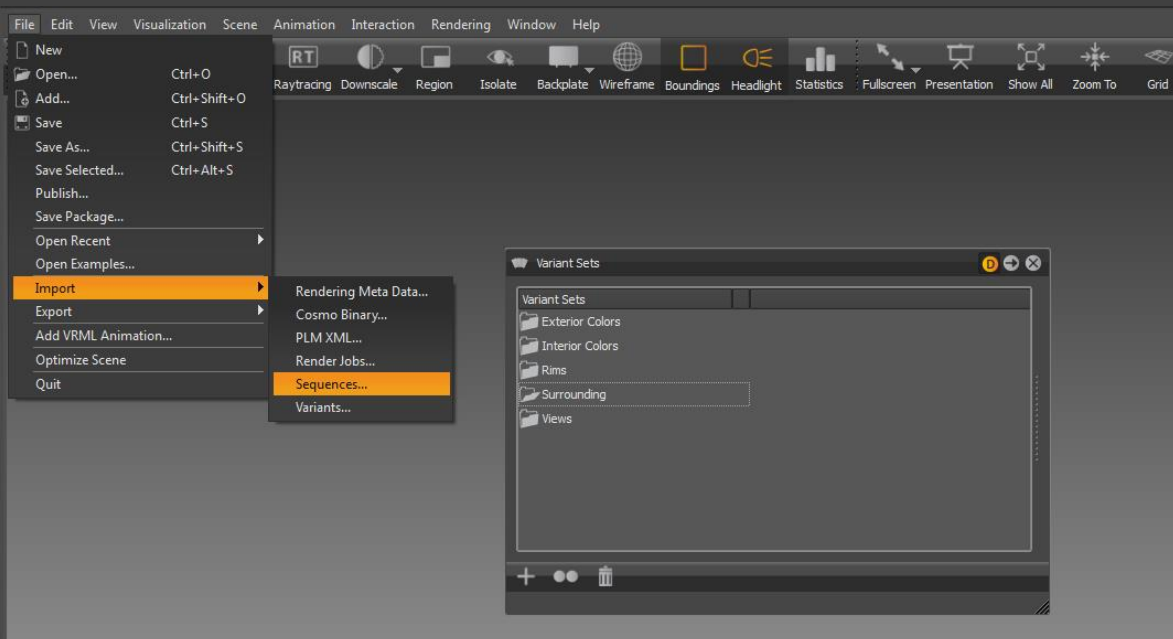 File Edit View Visualization Scene Animation Interaction Rendering Window Help
New
Open... Ctrl+O
Add... Ctrl+Shift+O
Save Ctrl+S
Save As... Ctrl+Shift+S
Save Selected... Ctrl+Alt+S
Publish...
Save Package...
Open Recent
Open Examples...
Import
Export
Add VRML Animation...
Optimize Scene
Quit
RT
Raytracing Downscale Region Isolate Backplate Wireframe Boundings Headlight Statistics Fullscreen Presentation Show All Zoom To Grid
Rendering Meta Data...
Cosmo Binary...
PLM XML...
Render Jobs...
Sequences...
Variants...
Variant Sets D
Variant Sets
Exterior Colors
Interior Colors
Rims
Surrounding
Views